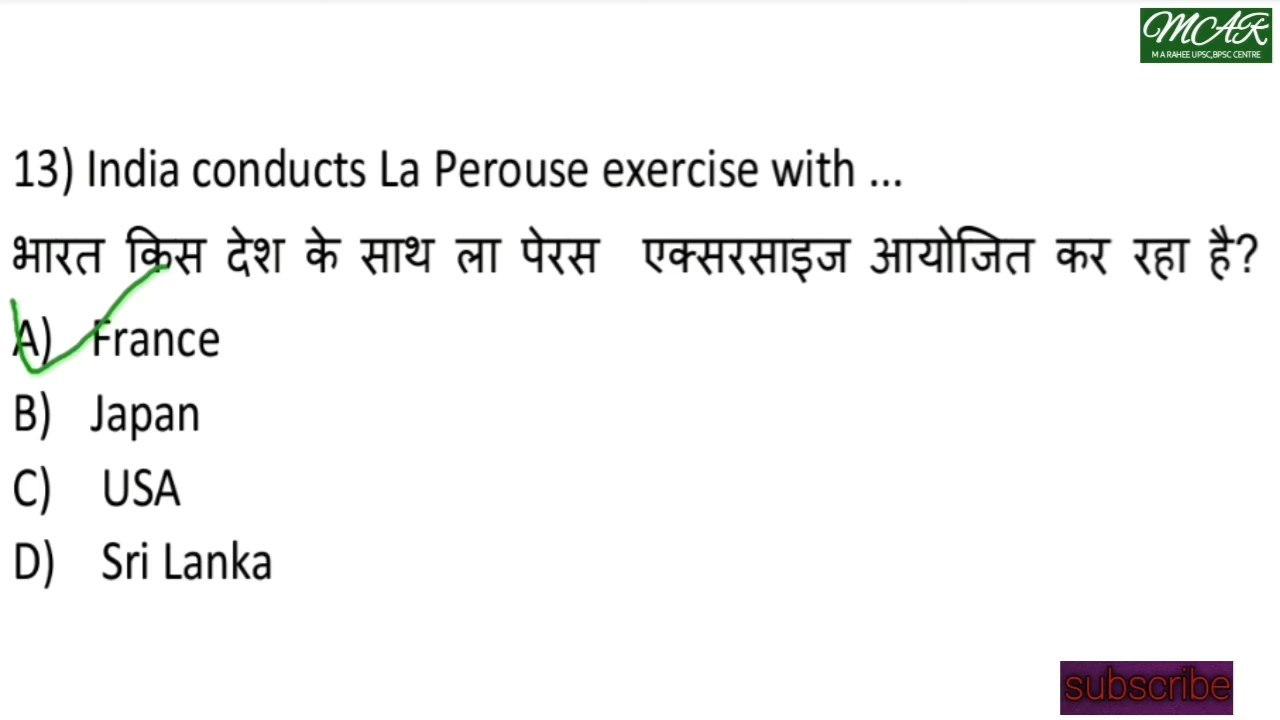 MCAR
M A RAHEE UPSC,BPSC CENTRE
13) India conducts La Perouse exercise with ...
भारत किस देश के साथ ला पेरस एक्सरसाइज आयोजित कर रहा है?
A) France
B) Japan
C) USA
D) Sri Lanka
subscribe